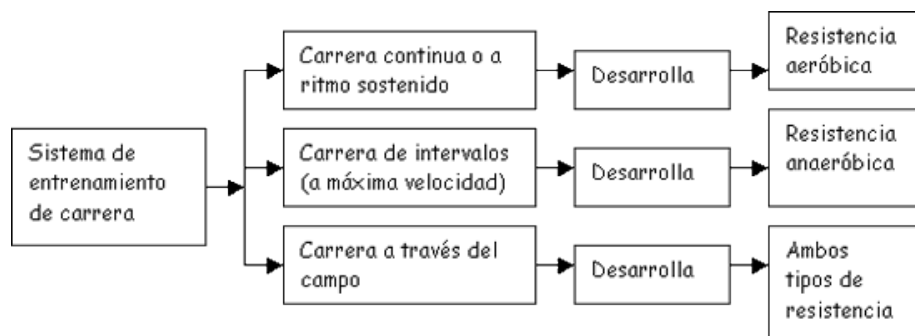 Sistema de
entrenamiento
de carrera
Carrera continua o a
ritmo sostenido
Desarrolla
Resistencia
aeróbica
Carrera de intervalos
(a máxima velocidad)
Desarrolla
Resistencia
anaeróbica
Carrera a través del
campo
Desarrolla
Ambos
tipos de
resistencia